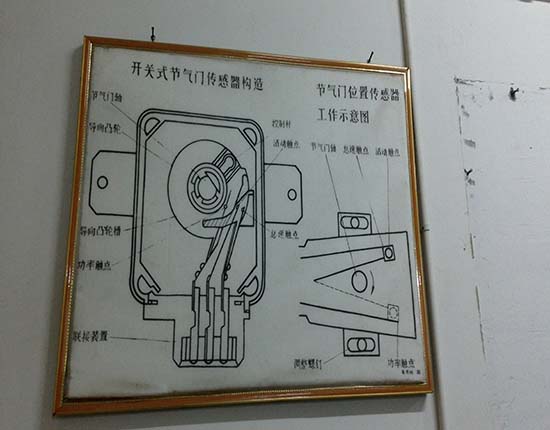 开关式节气门传感器构造
节气门轴
导向凸轮
控制杆
活动触点
导向凸轮槽
怠速触点
功率触点
联接装置
节气门位置传感器
工作示意图
节气门轴
怠速触点
活动触点
调整螺钉
功率触点